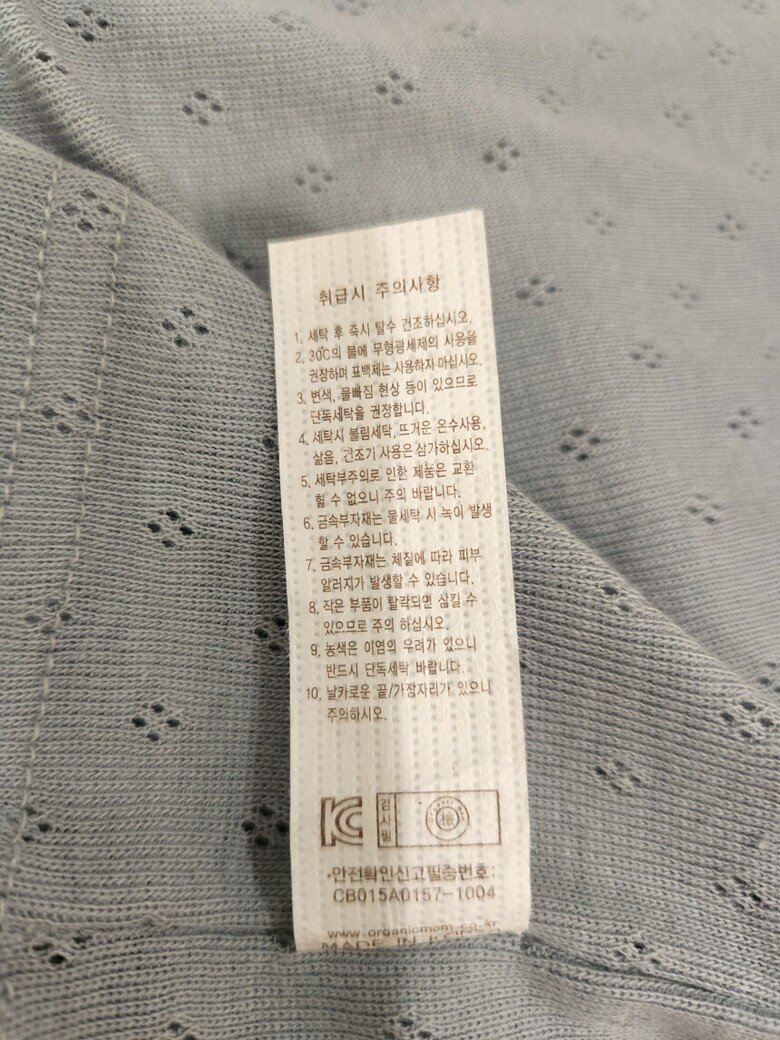 취급시 주의사항
1. 세탁 후 즉시 탈수 건조하십시오.
2. 30℃의 물에 무형광세제의 사용을
권장하며 표백제는 사용하지 마십시오.
3. 변색, 물빠짐 현상 등이 있으므로
단독세탁을 권장합니다.
4. 세탁시 불림세탁, 뜨거운 온수사용,
삶음, 건조기 사용은 삼가하십시오.
5. 세탁부주의로 인한 제품은 교환
할 수 없으니 주의 바랍니다.
6. 금속부자재는 물세탁 시 녹이 발생
할 수 있습니다.
7. 금속부자재는 체질에 따라 피부
알러지가 발생할 수 있습니다.
8. 작은 부품이 탈락되면 삼킬 수
있으므로 주의 하십시오.
9. 농색은 이염의 우려가 있으니
반드시 단독세탁 바랍니다.
10. 날카로운 끝/가장자리가 있으니
주의하시오.
KC
검사필
檢
·안전확인신고필증번호:
CB015A0157-1004
www.organicmom.co.kr
MADE IN KOREA